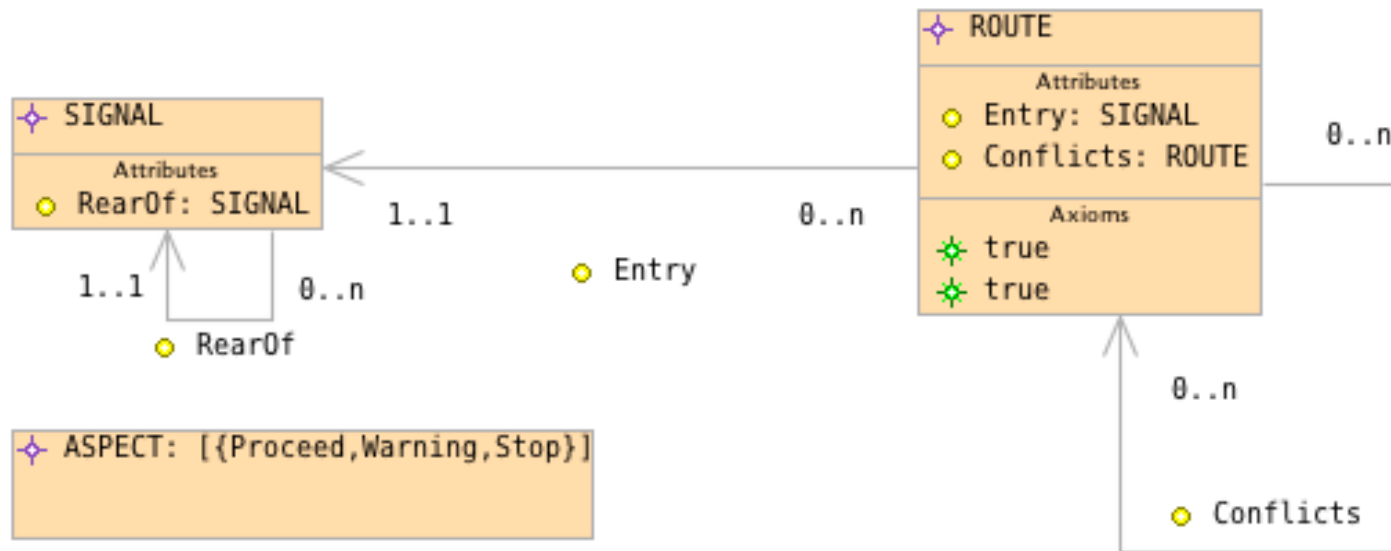 ROUTE
Attributes
Entry: SIGNAL
Conflicts: ROUTE
Axioms
true
true
0..n
SIGNAL
Attributes
RearOf: SIGNAL
1..1
0..n
Entry
1..1
0..n
RearOf
0..n
ASPECT: [{Proceed,Warning,Stop}]
Conflicts